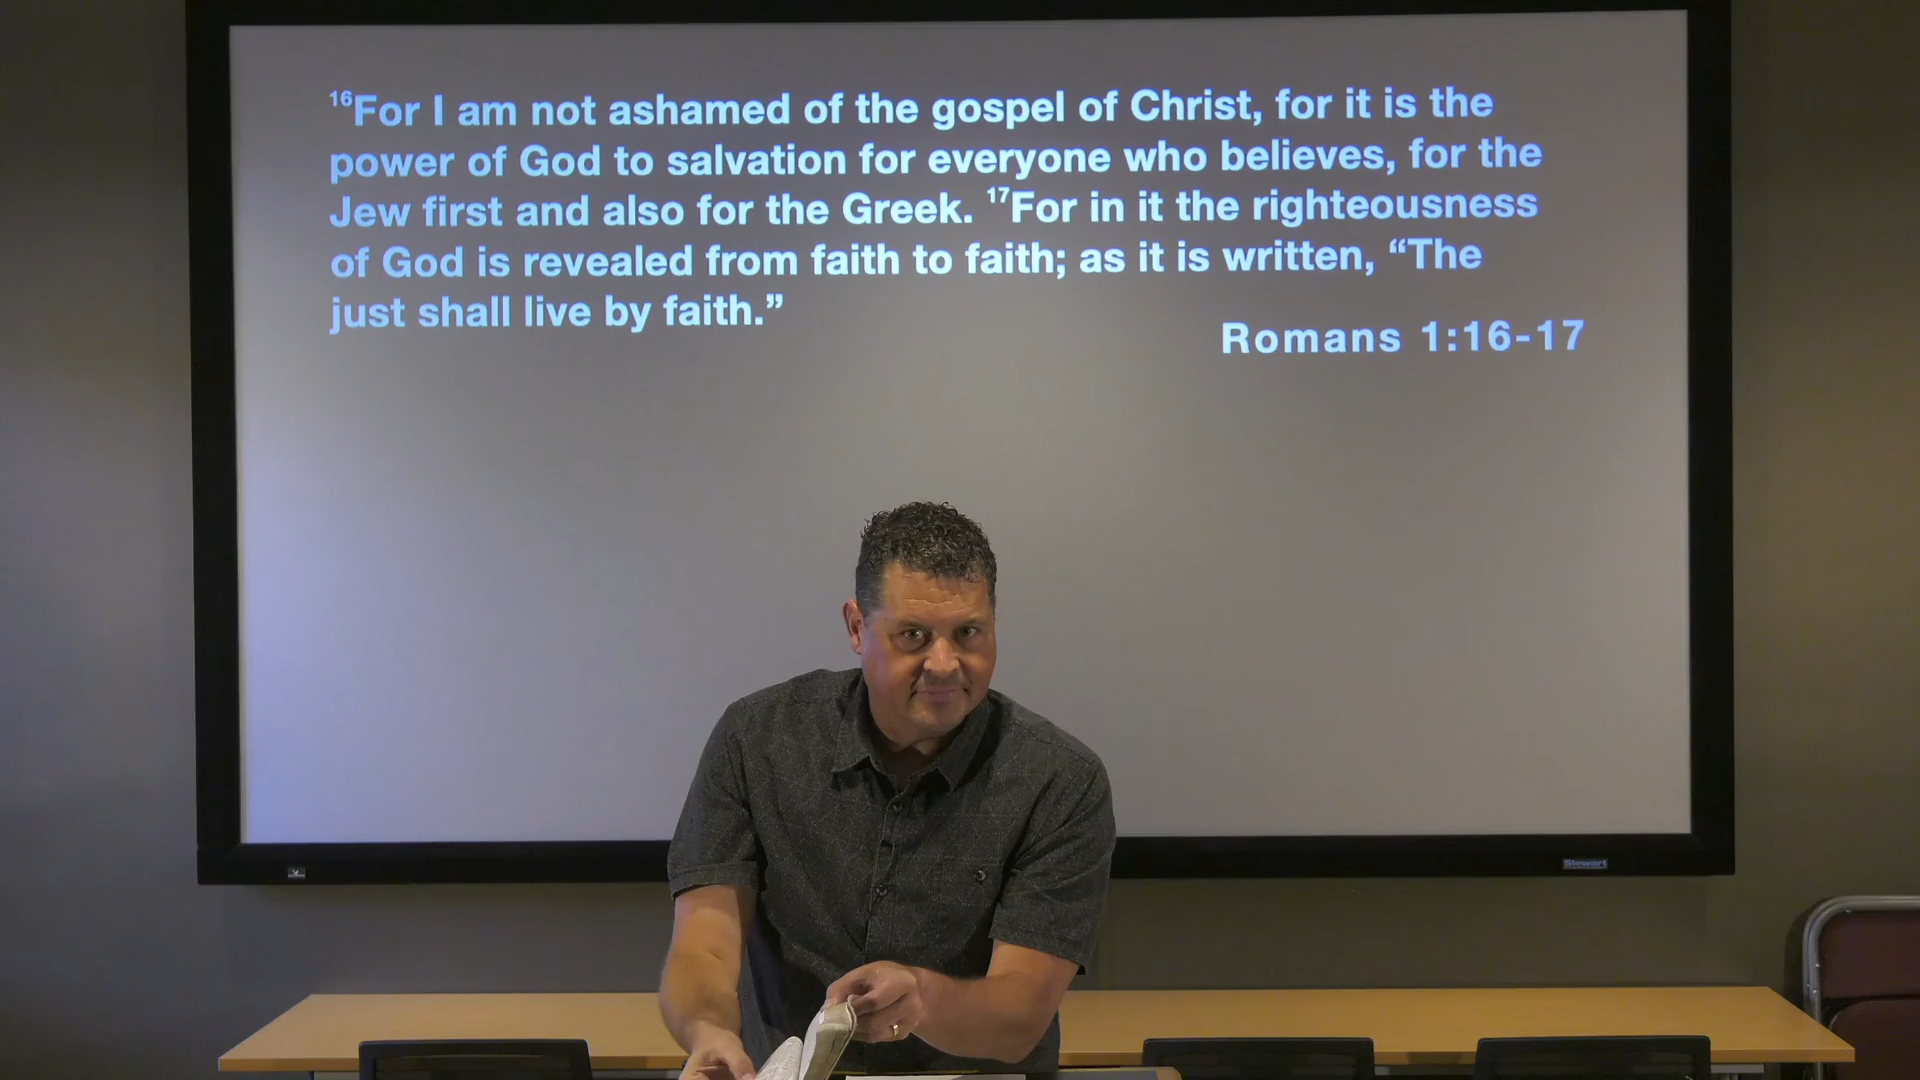 ¹⁶For I am not ashamed of the gospel of Christ, for it is the
power of God to salvation for everyone who believes, for the
Jew first and also for the Greek. ¹⁷For in it the righteousness
of God is revealed from faith to faith; as it is written, “The
just shall live by faith.”
Romans 1:16-17
Stewart